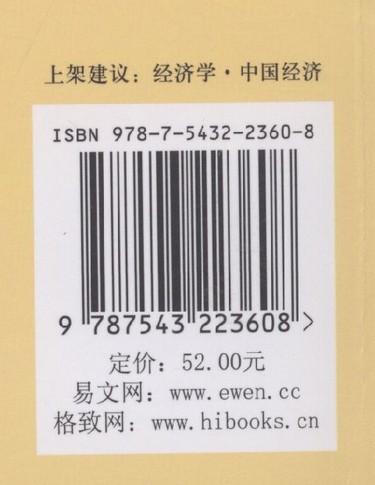 上架建议：经济学·中国经济
ISBN 978-7-5432-2360-8
9 787543 223608 >
定价：52.00元
易文网：www.ewen.cc
格致网：www.hibooks.cn